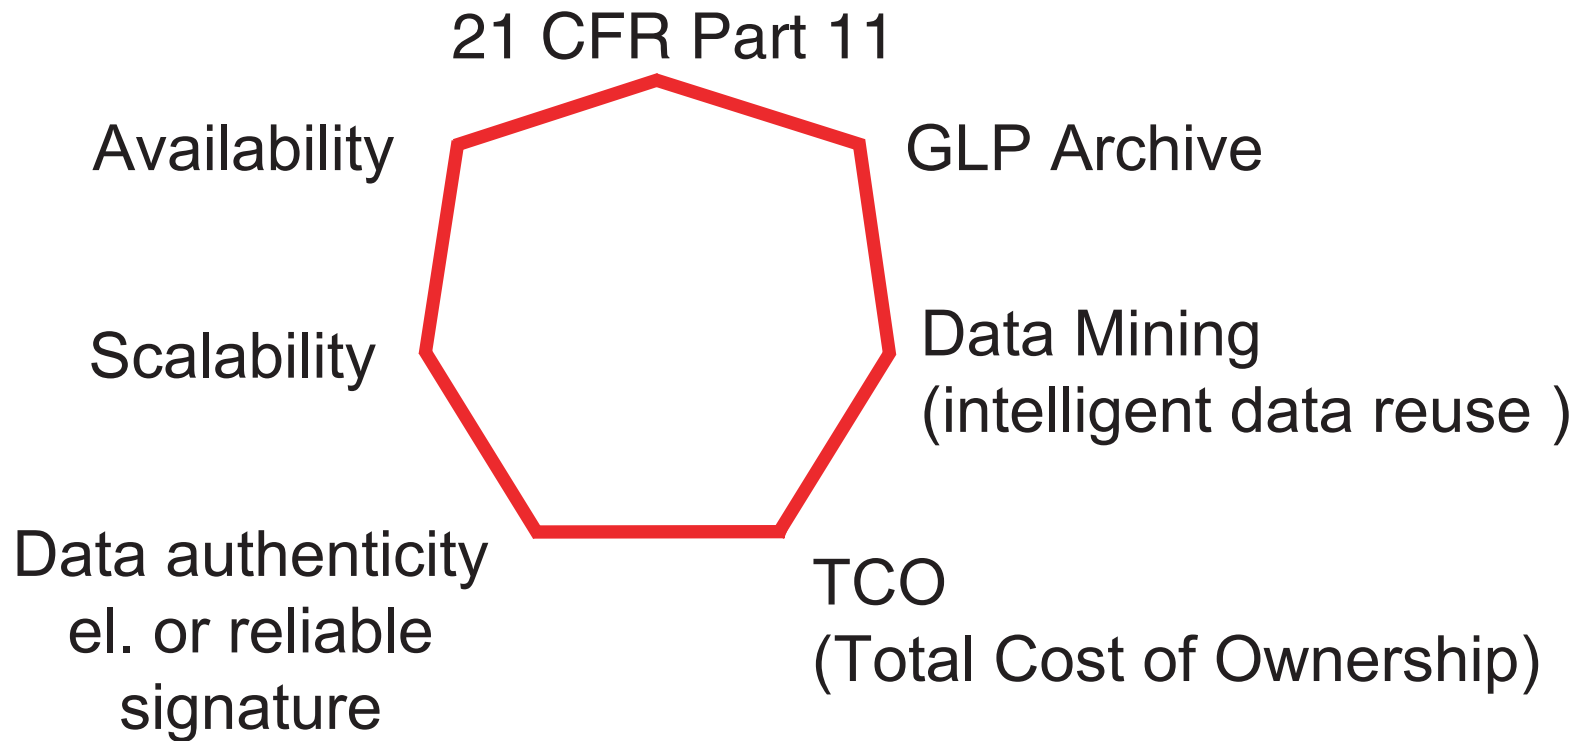 21 CFR Part 11
Availability
GLP Archive
Scalability
Data Mining
(intelligent data reuse )
Data authenticity
el. or reliable
signature
TCO
(Total Cost of Ownership)